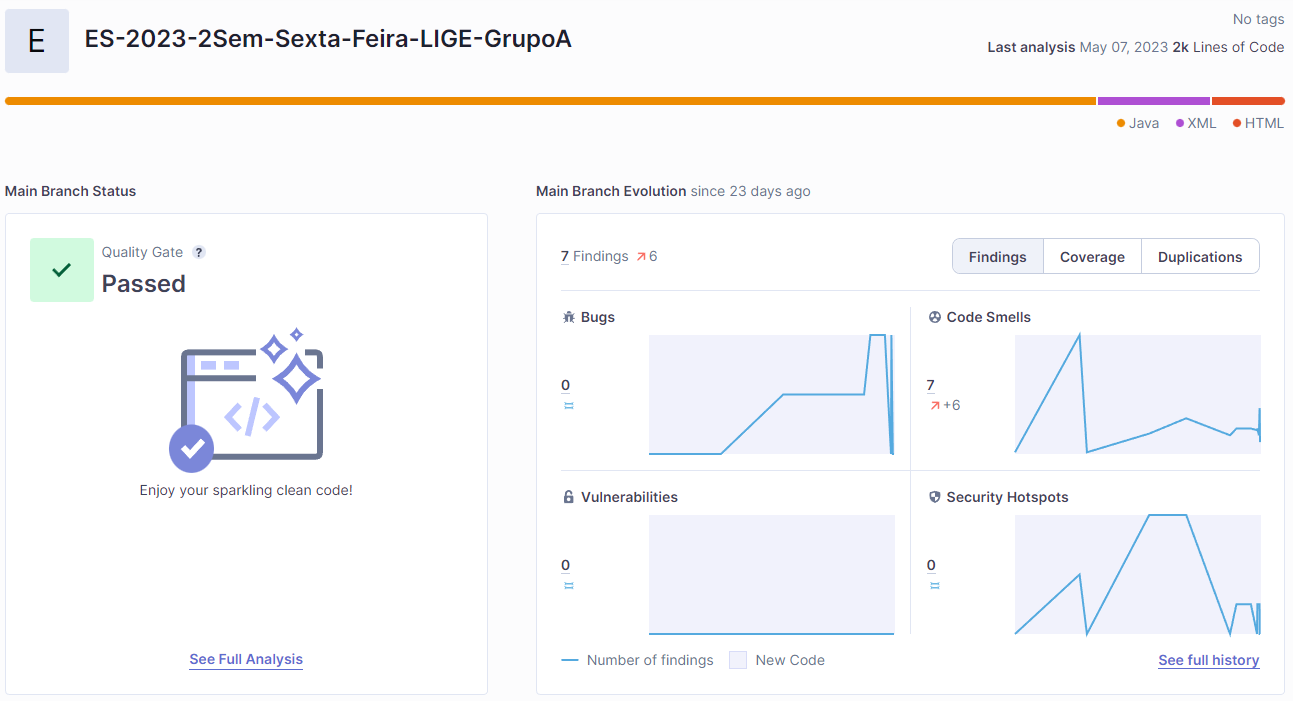 E
ES-2023-2Sem-Sexta-Feira-LIGE-GrupoA
No tags
Last analysis May 07, 2023 2k Lines of Code
Java XML HTML
Main Branch Status
Quality Gate ?
Passed
</>
Enjoy your sparkling clean code!
See Full Analysis
Main Branch Evolution since 23 days ago
7 Findings 6
Findings Coverage Duplications
Bugs
0
Code Smells
7
+6
Vulnerabilities
0
Security Hotspots
0
Number of findings New Code
See full history